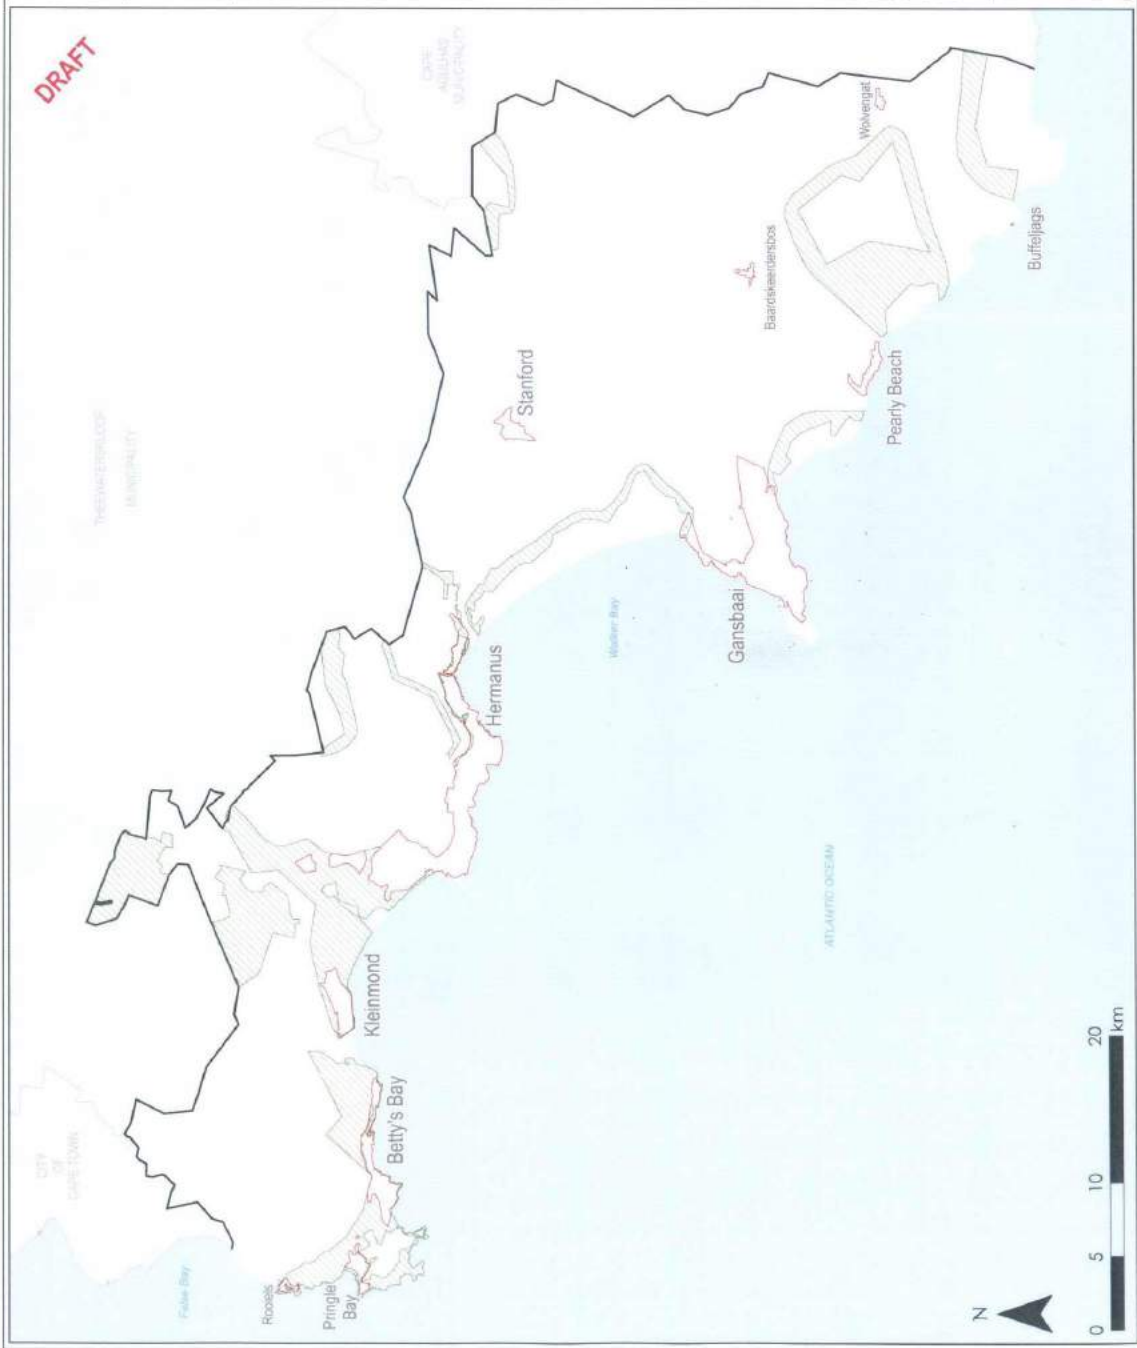 DRAFT
CAPE
AGULHAS
MUNICIPALITY
THEEWATERSKLOOF
MUNICIPALITY
CITY
OF
CAPE TOWN
False Bay
Rooiels
Pringle
Bay
Betty's Bay
Kleinmond
Hermanus
Stanford
Walker Bay
Gansbaai
Baardskeerdersbos
Wolvengat
Pearly Beach
Buffeljags
ATLANTIC OCEAN
N
0 5 10 20
km